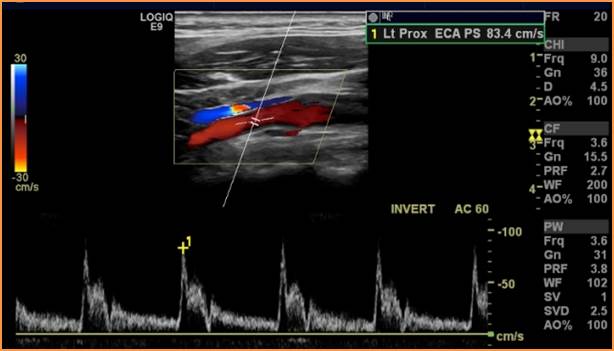 LOGIQ
E9
1 Lt Prox ECA PS 83.4 cm/s
FR 20
CHI
Frq 9.0
Gn 36
D 4.5
AO% 100
CF
Frq 3.6
Gn 15.5
PRF 2.7
WF 200
AO% 100
PW
Frq 3.6
Gn 31
PRF 3.8
WF 102
SV 1
SVD 2.5
AO% 100
30
-30
cm/s
1
2
3
4
INVERT AC 60
1
-100
-50
cm/s